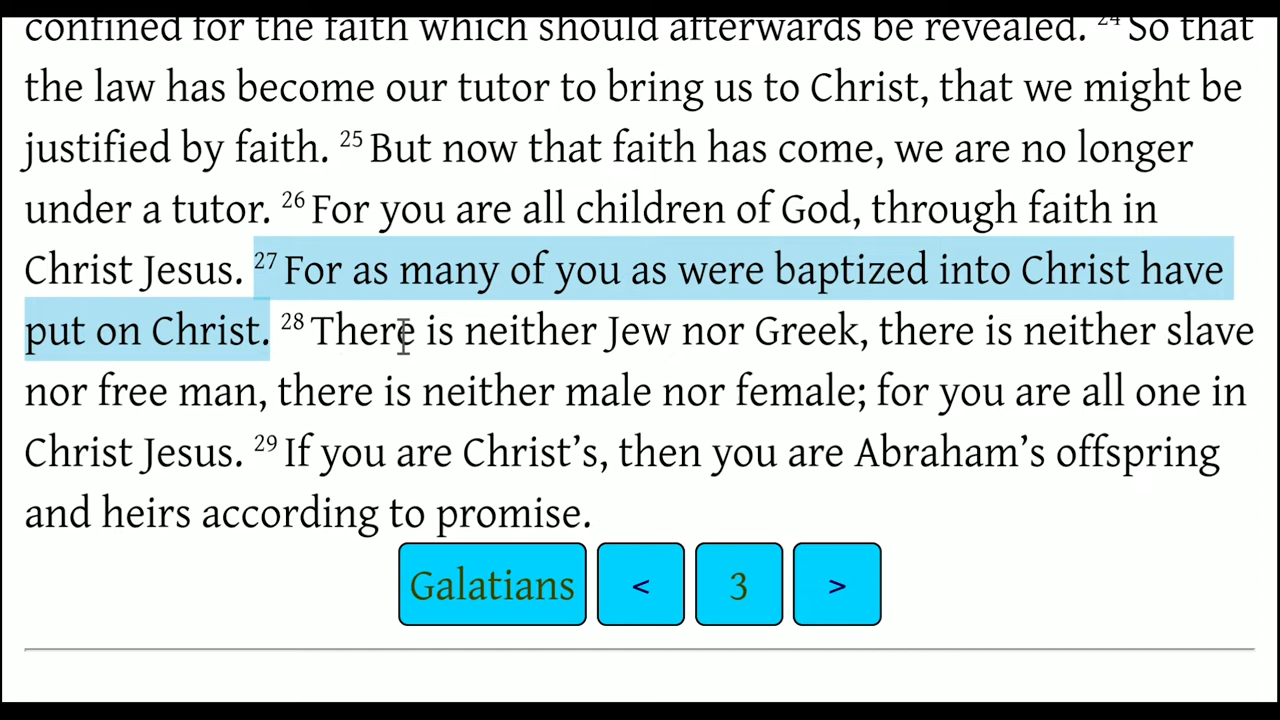 confined for the faith which should afterwards be revealed. 24 So that
the law has become our tutor to bring us to Christ, that we might be
justified by faith. 25 But now that faith has come, we are no longer
under a tutor. 26 For you are all children of God, through faith in
Christ Jesus. 27 For as many of you as were baptized into Christ have
put on Christ. 28 There is neither Jew nor Greek, there is neither slave
nor free man, there is neither male nor female; for you are all one in
Christ Jesus. 29 If you are Christ’s, then you are Abraham’s offspring
and heirs according to promise.
Galatians < 3 >